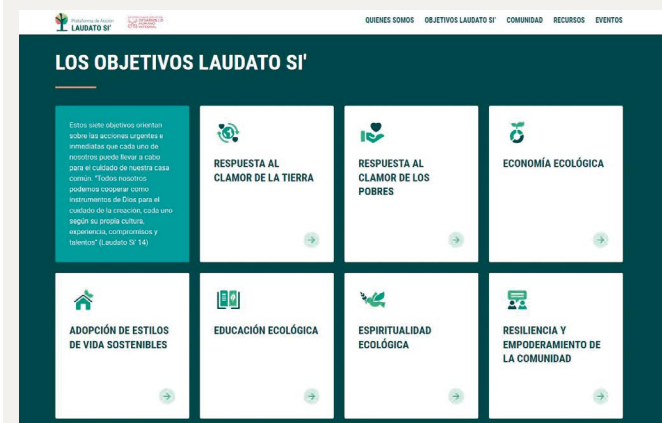 Plataforma de Acción
LAUDATO SI'
QUIENES SOMOS OBJETIVOS LAUDATO SI' COMUNIDAD RECURSOS EVENTOS
LOS OBJETIVOS LAUDATO SI'
Estos siete objetivos orientan
sobre las acciones urgentes e
inmediatas que cada uno de
nosotros puede llevar a cabo
para el cuidado de nuestra casa
común. "Todos nosotros
podemos cooperar como
instrumentos de Dios para el
cuidado de la creación, cada uno
según su propia cultura,
experiencia, compromisos y
talentos" (Laudato Si' 14)
RESPUESTA AL
CLAMOR DE LA TIERRA
RESPUESTA AL
CLAMOR DE LOS
POBRES
ECONOMÍA ECOLÓGICA
ADOPCIÓN DE ESTILOS
DE VIDA SOSTENIBLES
EDUCACIÓN ECOLÓGICA
ESPIRITUALIDAD
ECOLÓGICA
RESILIENCIA Y
EMPODERAMIENTO DE
LA COMUNIDAD